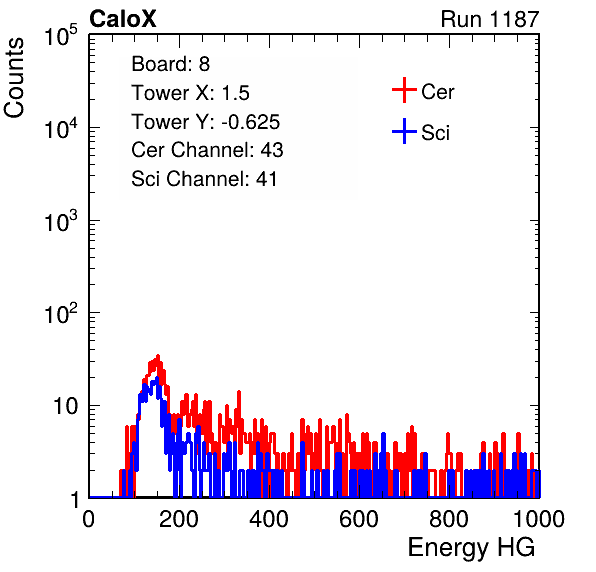 CaloX Run 1187
Counts
Board: 8
Tower X: 1.5
Tower Y: -0.625
Cer Channel: 43
Sci Channel: 41
Cer
Sci
10^5
10^4
10^3
10^2
10
1
0 200 400 600 800 1000
Energy HG